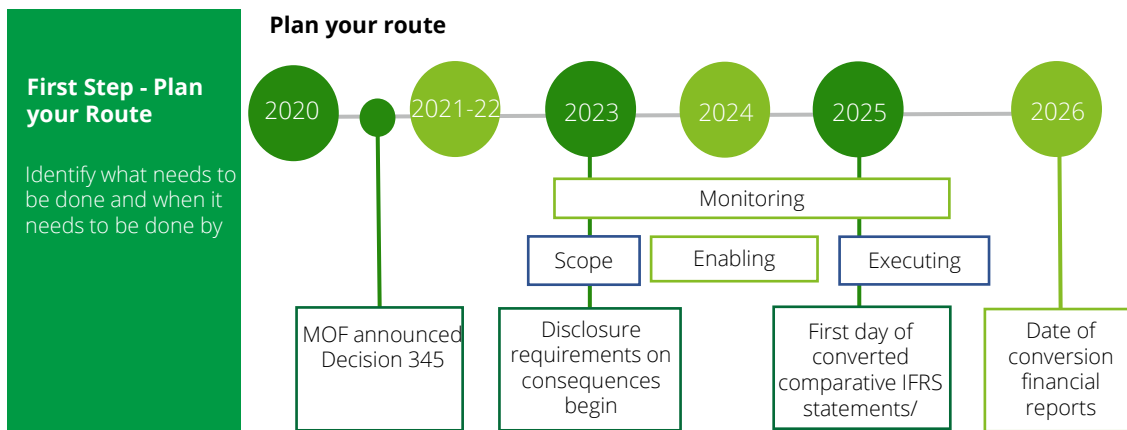 Plan your route
First Step - Plan
your Route
Identify what needs to
be done and when it
needs to be done by
2020
2021-22
2023
2024
2025
2026
Monitoring
Scope
Enabling
Executing
MOF announced
Decision 345
Disclosure
requirements on
consequences
begin
First day of
converted
comparative IFRS
statements/
Date of
conversion
financial
reports